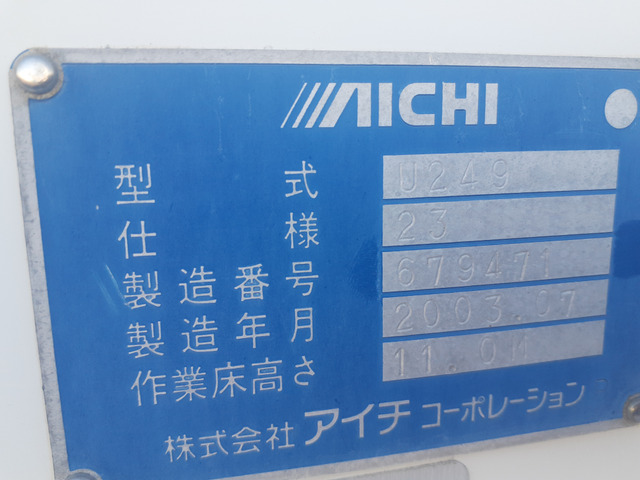 AICHI
型式 U249
仕様 23
製造番号 679471
製造年月 2003.07
作業床高さ 11.0M
株式会社 アイチ コーポレーション